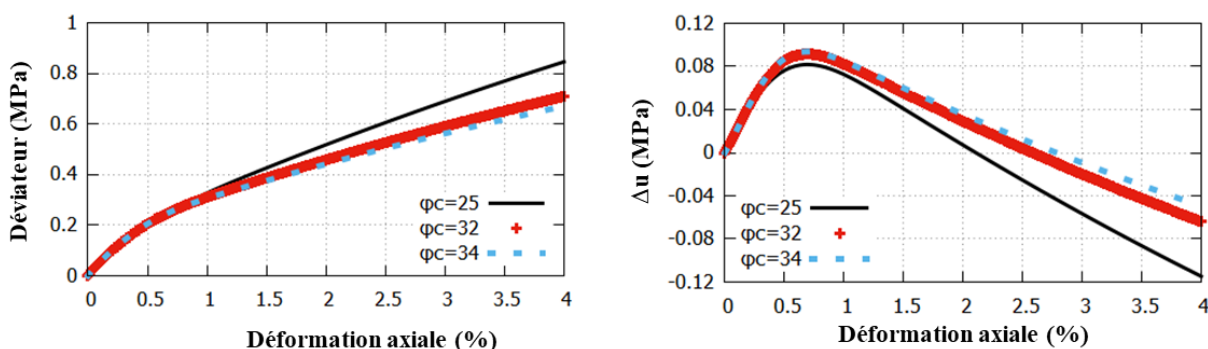 Déviateur (MPa)
1
0.8
0.6
0.4
0.2
0
0 0.5 1 1.5 2 2.5 3 3.5 4
φc=25
φc=32
φc=34
Déformation axiale (%)
Δu (MPa)
0.12
0.08
0.04
0
-0.04
-0.08
-0.12
0 0.5 1 1.5 2 2.5 3 3.5 4
φc=25
φc=32
φc=34
Déformation axiale (%)